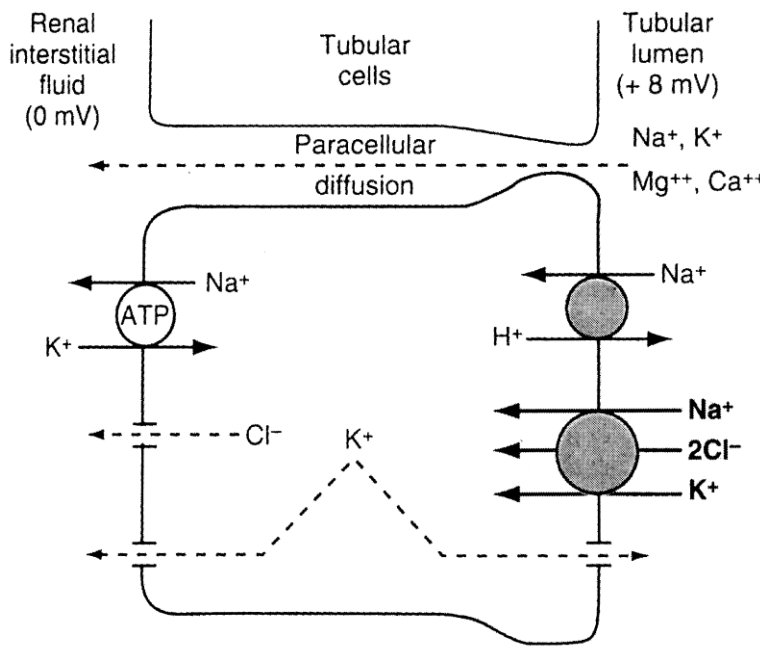 Renal
interstitial
fluid
(0 mV)
Tubular
cells
Tubular
lumen
(+ 8 mV)
Paracellular
diffusion
Na⁺, K⁺
Mg⁺⁺, Ca⁺⁺
Na⁺
ATP
K⁺
Na⁺
H⁺
Cl⁻
K⁺
Na⁺
2Cl⁻
K⁺